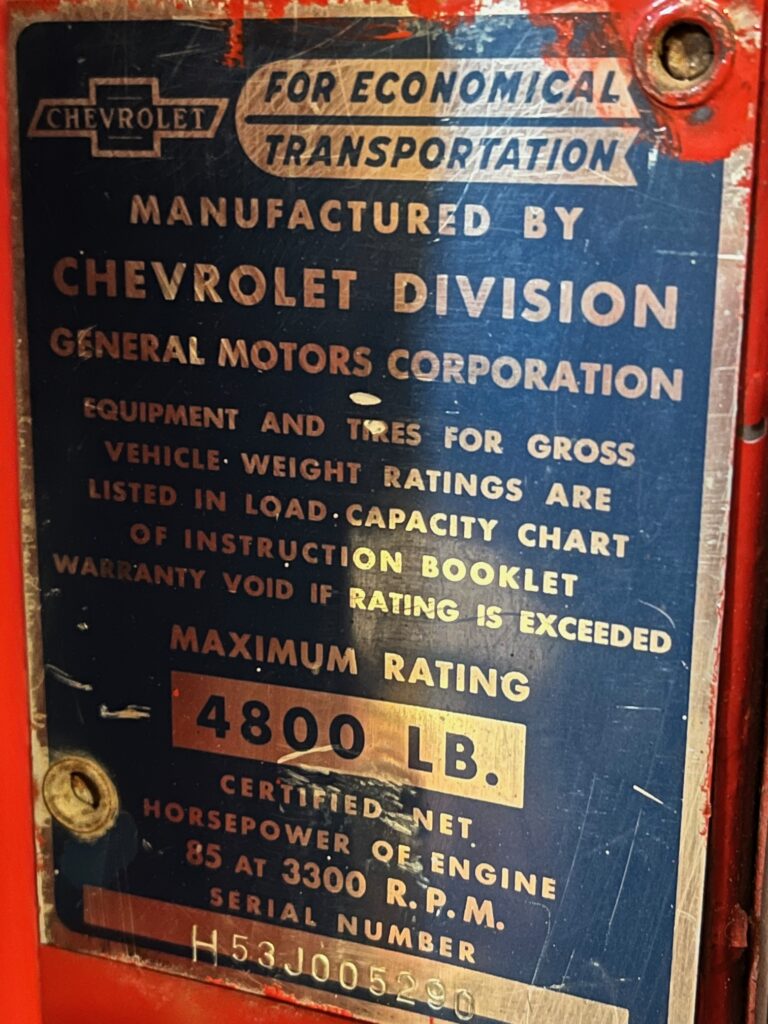 CHEVROLET
FOR ECONOMICAL
TRANSPORTATION
MANUFACTURED BY
CHEVROLET DIVISION
GENERAL MOTORS CORPORATION
EQUIPMENT AND TIRES FOR GROSS
VEHICLE WEIGHT RATINGS ARE
LISTED IN LOAD CAPACITY CHART
OF INSTRUCTION BOOKLET
WARRANTY VOID IF RATING IS EXCEEDED
MAXIMUM RATING
4800 LB.
CERTIFIED NET
HORSEPOWER OF ENGINE
85 AT 3300 R.P.M.
SERIAL NUMBER
H53J005290